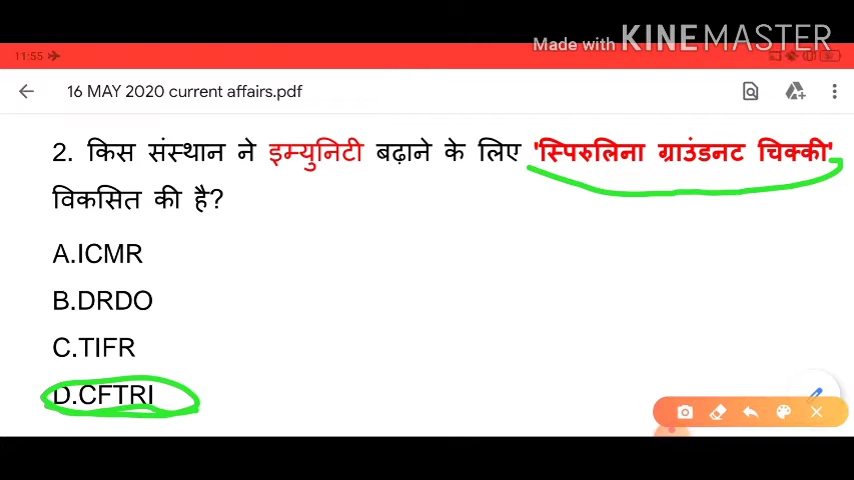 Made with KINEMASTER
11:55
16 MAY 2020 current affairs.pdf
2. किस संस्थान ने इम्युनिटी बढ़ाने के लिए 'स्पिरुलिना ग्राउंडनट चिक्की'
विकसित की है?
A.ICMR
B.DRDO
C.TIFR
D.CFTRI